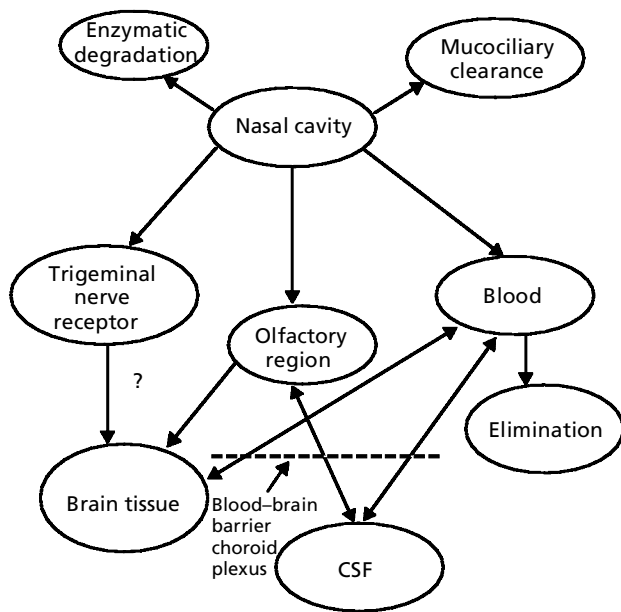 Enzymatic
degradation
Mucociliary
clearance
Nasal cavity
Trigeminal
nerve
receptor
Blood
Olfactory
region
?
Elimination
Brain tissue
Blood–brain
barrier
choroid
plexus
CSF